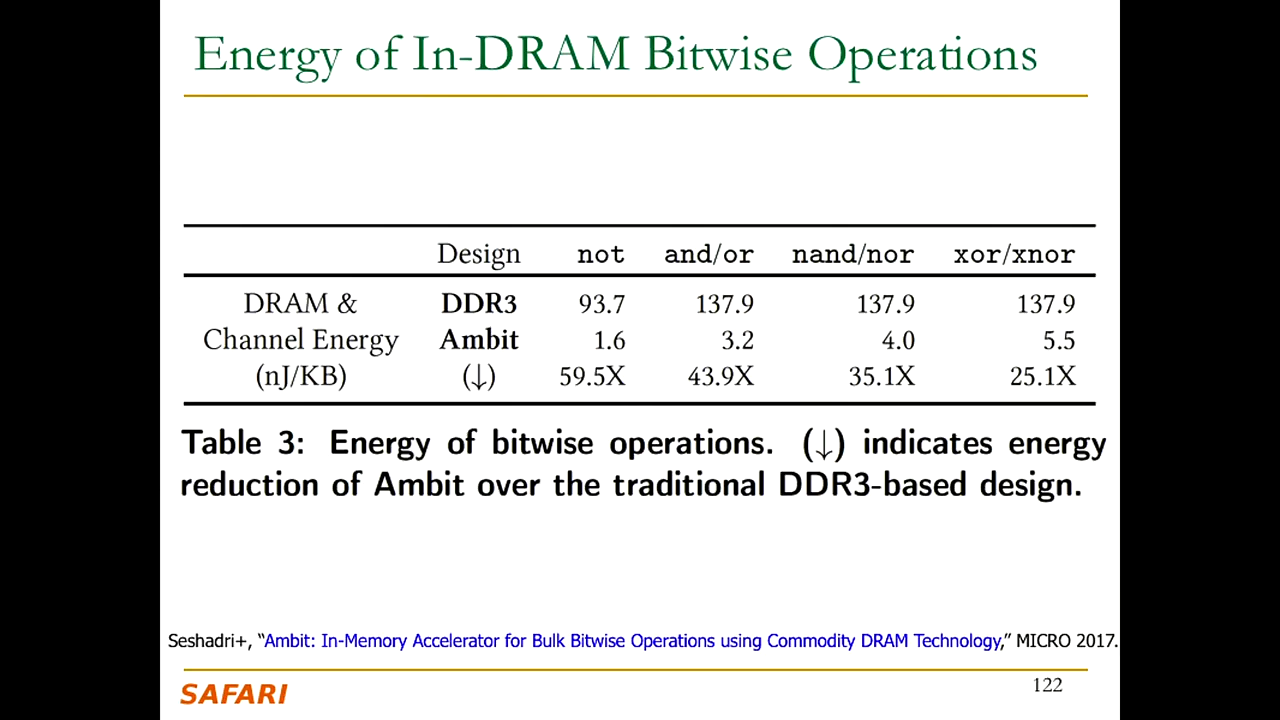 Energy of In-DRAM Bitwise Operations
Design not and/or nand/nor xor/xnor
DRAM & DDR3 93.7 137.9 137.9 137.9
Channel Energy Ambit 1.6 3.2 4.0 5.5
(nJ/KB) (↓) 59.5X 43.9X 35.1X 25.1X
Table 3: Energy of bitwise operations. (↓) indicates energy
reduction of Ambit over the traditional DDR3-based design.
Seshadri+, “Ambit: In-Memory Accelerator for Bulk Bitwise Operations using Commodity DRAM Technology,” MICRO 2017.
SAFARI 122